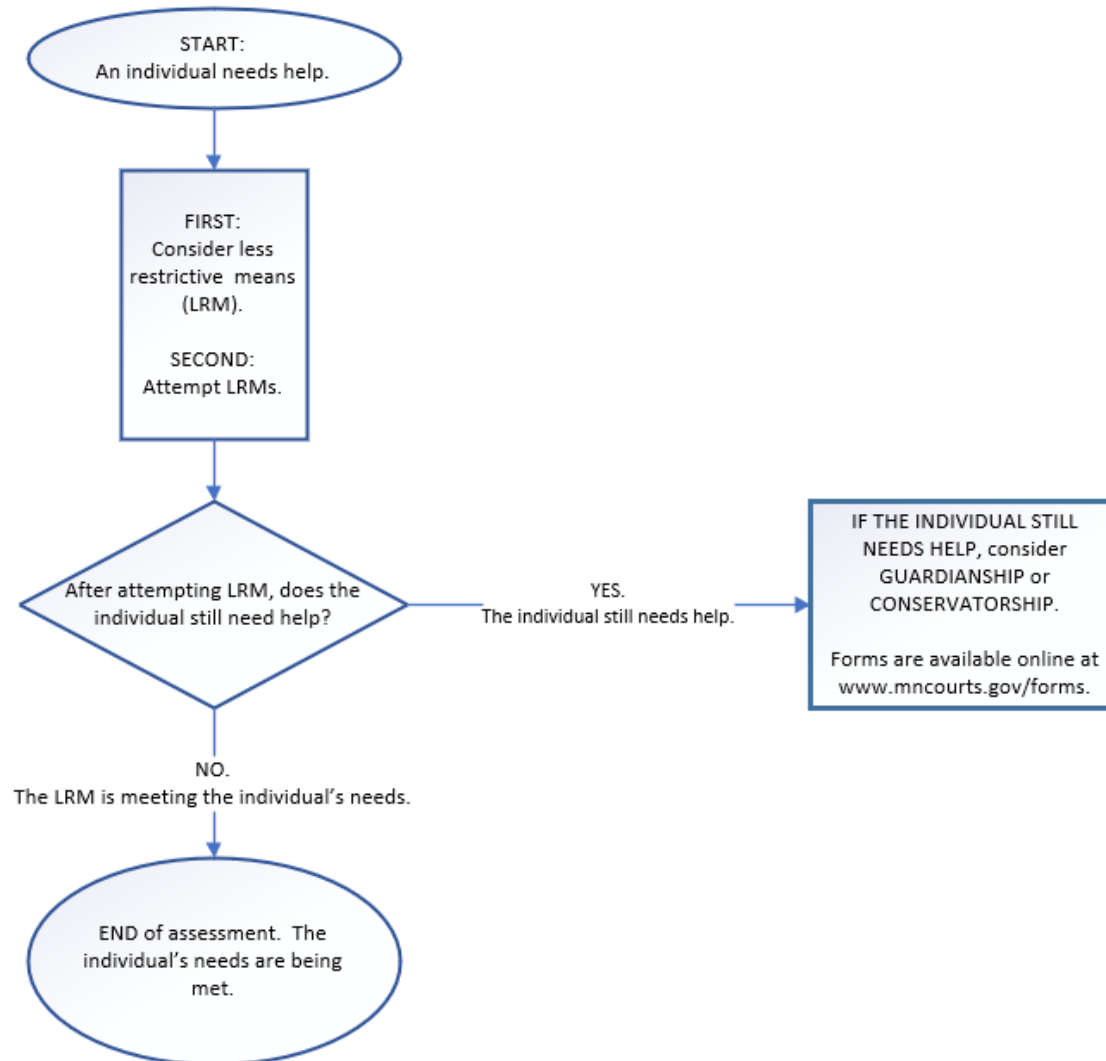 START:
An individual needs help.
FIRST:
Consider less
restrictive means
(LRM).
SECOND:
Attempt LRMs.
After attempting LRM, does the
individual still need help?
YES.
The individual still needs help.
IF THE INDIVIDUAL STILL
NEEDS HELP, consider
GUARDIANSHIP or
CONSERVATORSHIP.
Forms are available online at
www.mncourts.gov/forms.
NO.
The LRM is meeting the individual’s needs.
END of assessment. The
individual’s needs are being
met.